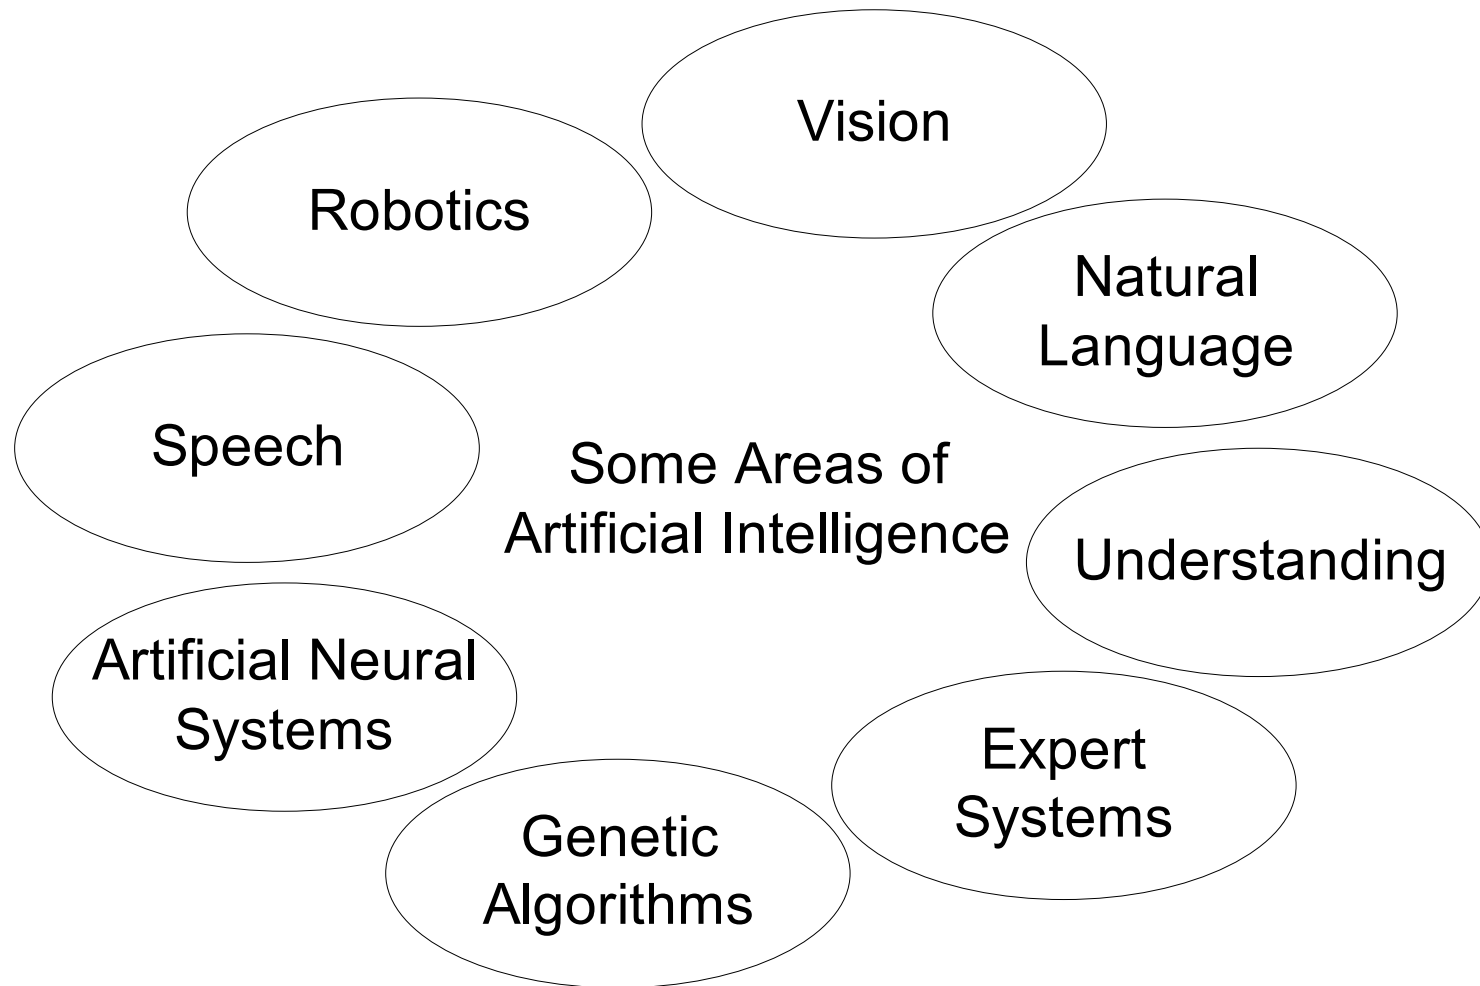 Vision
Robotics
Natural
Language
Speech
Some Areas of
Artificial Intelligence
Understanding
Artificial Neural
Systems
Expert
Systems
Genetic
Algorithms